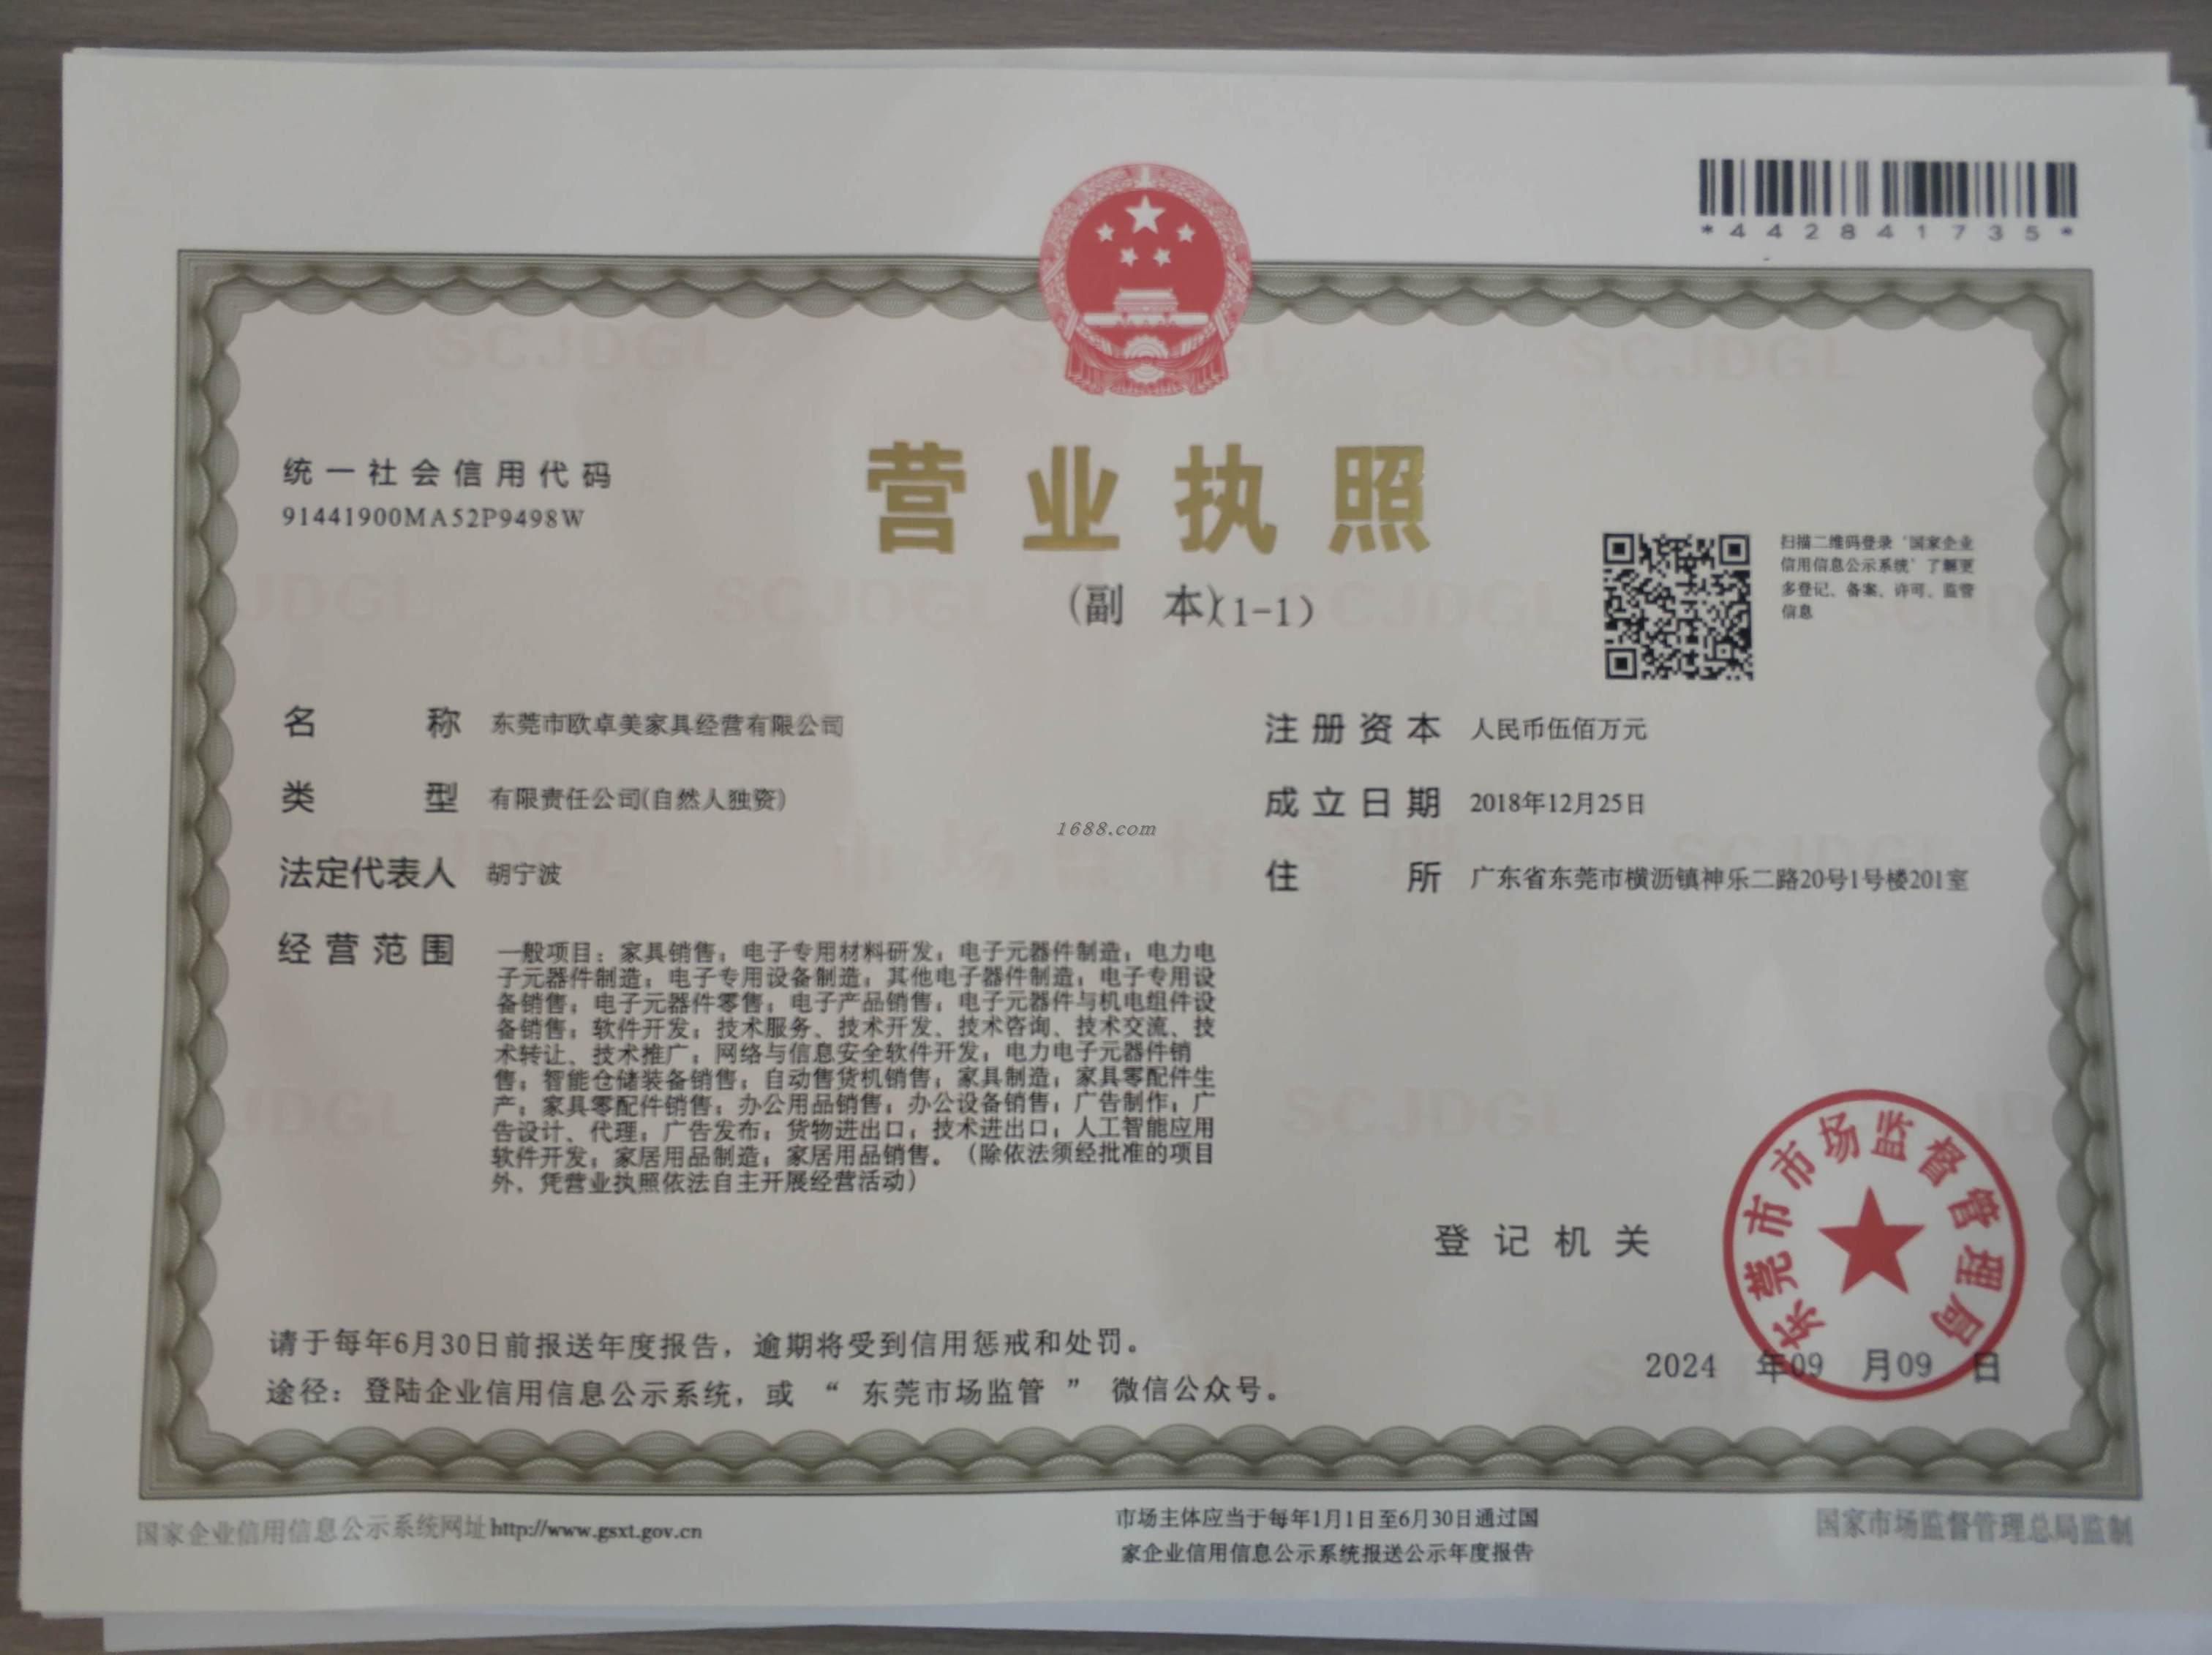 *442841735*
统一社会信用代码
91441900MA52P9498W
营业执照
(副 本)(1-1)
扫描二维码登录‘国家企业
信用信息公示系统’了解更
多登记、备案、许可、监管
信息
名 称 东莞市欧卓美家具经营有限公司
类 型 有限责任公司(自然人独资)
法定代表人 胡宁波
经营范围 一般项目：家具销售；电子专用材料研发；电子元器件制造；电力电
子元器件制造；电子专用设备制造；其他电子器件制造；电子专用设
备销售；电子元器件零售；电子产品销售；电子元器件与机电组件设
备销售；软件开发；技术服务、技术开发、技术咨询、技术交流、技
术转让、技术推广；网络与信息安全软件开发；电力电子元器件销
售；智能仓储装备销售；自动售货机销售；家具制造；家具零配件生
产；家具零配件销售；办公用品销售；办公设备销售；广告制作；广
告设计、代理；广告发布；货物进出口；技术进出口；人工智能应用
软件开发；家居用品制造；家居用品销售。（除依法须经批准的项目
外，凭营业执照依法自主开展经营活动）
注册资本 人民币伍佰万元
成立日期 2018年12月25日
住 所 广东省东莞市横沥镇神乐二路20号1号楼201室
1688.com
登记机关
东莞市市场监督管理局
2024 年09 月09 日
请于每年6月30日前报送年度报告，逾期将受到信用惩戒和处罚。
途径：登陆企业信用信息公示系统，或“东莞市场监管”微信公众号。
国家企业信用信息公示系统网址http://www.gsxt.gov.cn
市场主体应当于每年1月1日至6月30日通过国
家企业信用信息公示系统报送公示年度报告
国家市场监督管理总局监制